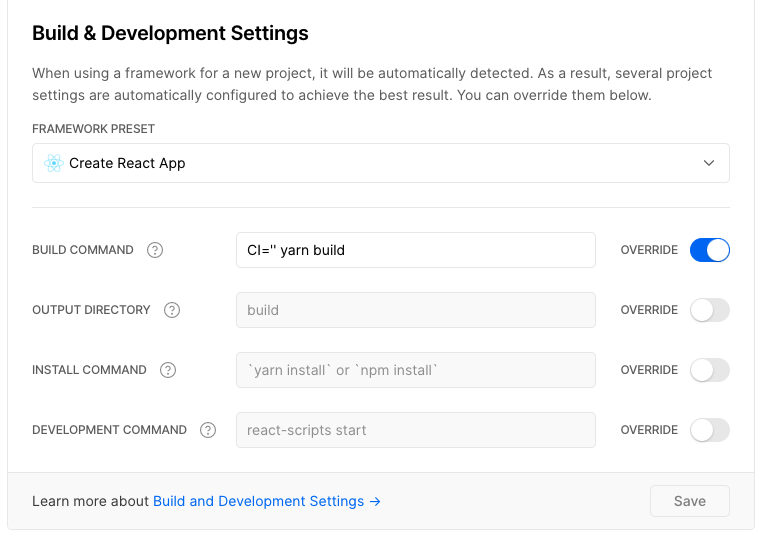 Build & Development Settings
When using a framework for a new project, it will be automatically detected. As a result, several project
settings are automatically configured to achieve the best result. You can override them below.
FRAMEWORK PRESET
Create React App
BUILD COMMAND ? CI='' yarn build OVERRIDE
OUTPUT DIRECTORY ? build OVERRIDE
INSTALL COMMAND ? `yarn install` or `npm install` OVERRIDE
DEVELOPMENT COMMAND ? react-scripts start OVERRIDE
Learn more about Build and Development Settings → Save